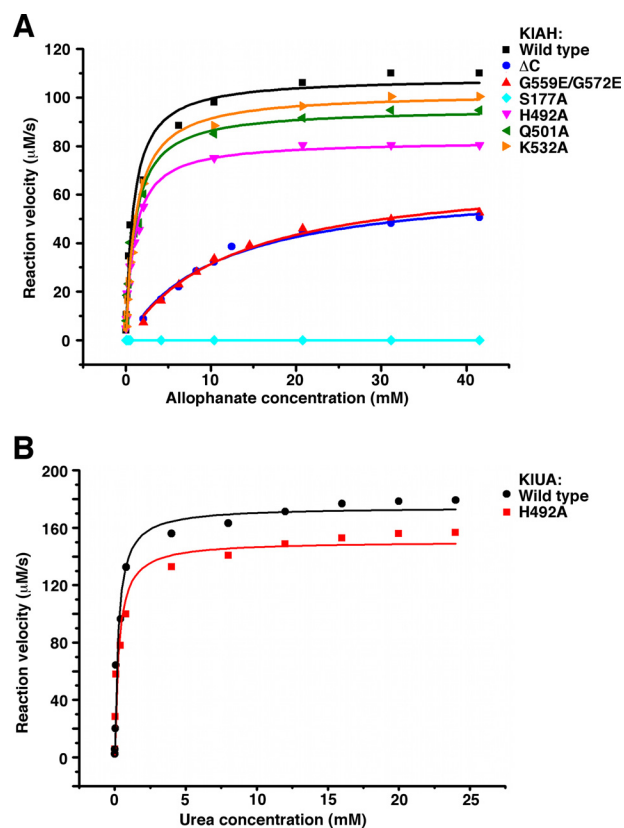 A
KlAH:
Wild type
ΔC
G559E/G572E
S177A
H492A
Q501A
K532A
120
100
80
60
40
20
0
Reaction velocity (μM/s)
0 10 20 30 40
Allophanate concentration (mM)
B
KlUA:
Wild type
H492A
200
160
120
80
40
0
Reaction velocity (μM/s)
0 5 10 15 20 25
Urea concentration (mM)